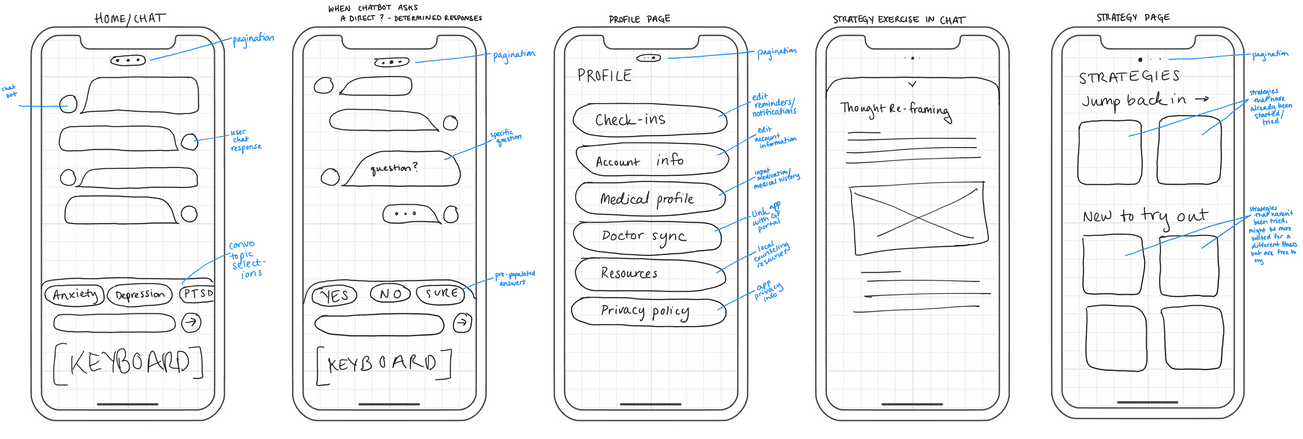 HOME/CHAT
pagination
chat
bot
user
chat
response
convo
topic
select-
ions
Anxiety
Depression
PTSD
→
[KEYBOARD]
WHEN CHATBOT ASKS
A DIRECT ? - DETERMINED RESPONSES
pagination
specific
question
question?
pre-populated
answers
YES
NO
SURE
→
[KEYBOARD]
PROFILE PAGE
pagination
PROFILE
Check-ins
edit
reminders/
notifications
Account info
edit
account
information
Medical profile
input
medication/
medical history
Doctor sync
link app
with GP
portal
Resources
local
counseling
resources
Privacy policy
app
privacy
info
STRATEGY EXERCISE IN CHAT
Thought Re-framing
STRATEGY PAGE
pagination
STRATEGIES
Jump back in →
strategies
that have
already been
started/
tried
New to try out
strategies
that haven't
been tried,
might be more
suited for a
different illness
but are free to
try